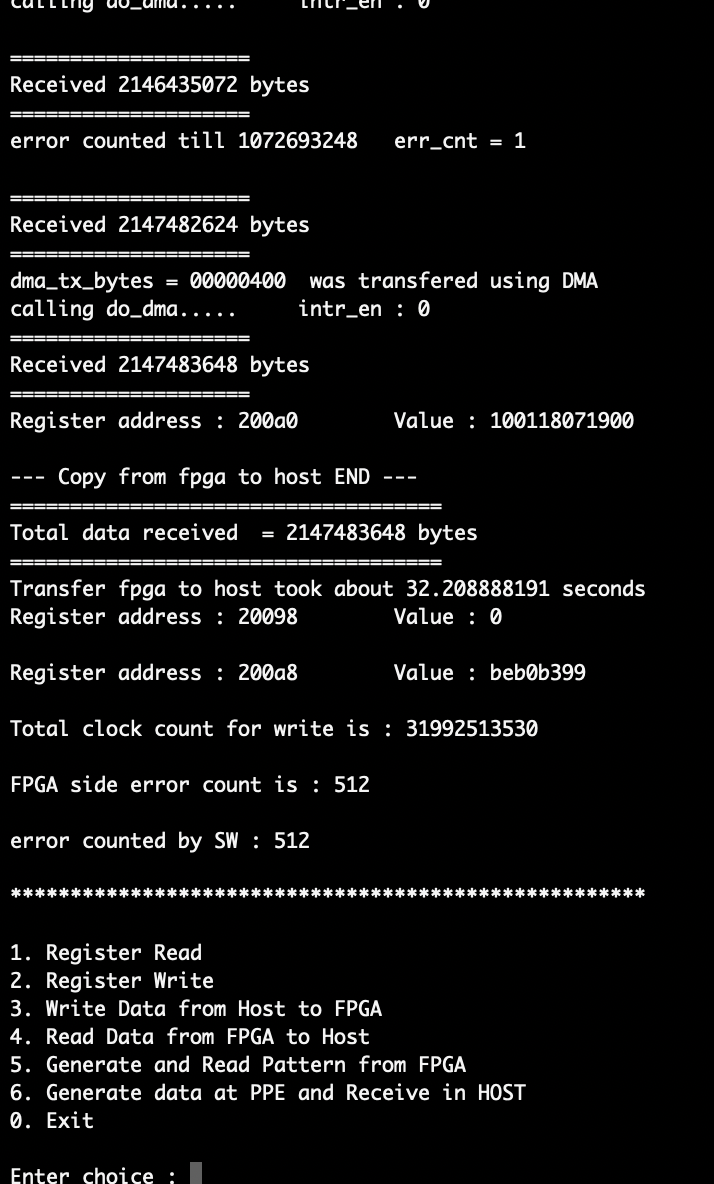 calling do_dma..... intr_en : 0
====================
Received 2146435072 bytes
====================
error counted till 1072693248 err_cnt = 1
====================
Received 2147482624 bytes
====================
dma_tx_bytes = 00000400 was transfered using DMA
calling do_dma..... intr_en : 0
====================
Received 2147483648 bytes
====================
Register address : 200a0 Value : 100118071900
--- Copy from fpga to host END ---
====================================
Total data received = 2147483648 bytes
====================================
Transfer fpga to host took about 32.208888191 seconds
Register address : 20098 Value : 0
Register address : 200a8 Value : beb0b399
Total clock count for write is : 31992513530
FPGA side error count is : 512
error counted by SW : 512
*****************************************************
1. Register Read
2. Register Write
3. Write Data from Host to FPGA
4. Read Data from FPGA to Host
5. Generate and Read Pattern from FPGA
6. Generate data at PPE and Receive in HOST
0. Exit
Enter choice :